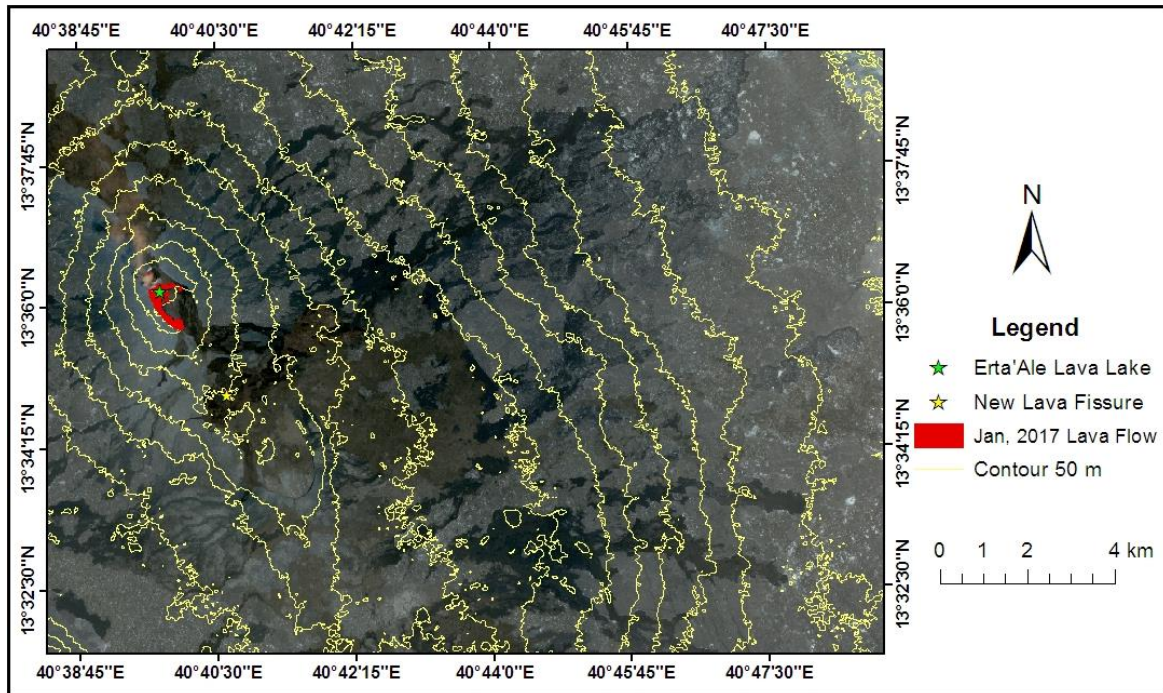 40°38'45"E 40°40'30"E 40°42'15"E 40°44'0"E 40°45'45"E 40°47'30"E
13°37'45"N
13°37'45"N
N
13°36'0"N
13°36'0"N
Legend
Erta'Ale Lava Lake
New Lava Fissure
Jan, 2017 Lava Flow
Contour 50 m
13°34'15"N
13°34'15"N
0 1 2 4 km
13°32'30"N
13°32'30"N
40°38'45"E 40°40'30"E 40°42'15"E 40°44'0"E 40°45'45"E 40°47'30"E